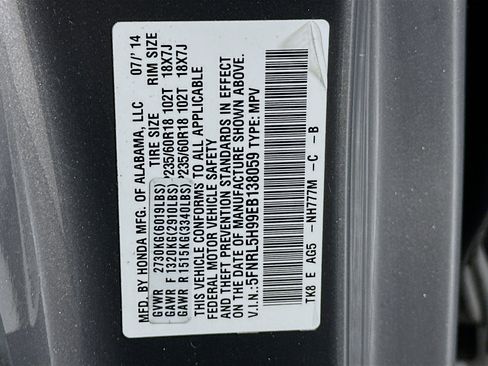 MFD. BY HONDA MFG. OF ALABAMA, LLC 07/'14
TIRE SIZE RIM SIZE
GVWR 2730KG(6019LBS)
GAWR F 1320KG(2910LBS) P235/60R18 102T 18X7J
GAWR R 1515KG(3340LBS) P235/60R18 102T 18X7J
THIS VEHICLE CONFORMS TO ALL APPLICABLE
FEDERAL MOTOR VEHICLE SAFETY
AND THEFT PREVENTION STANDARDS IN EFFECT
ON THE DATE OF MANUFACTURE SHOWN ABOVE.
V.I.N.: 5FNRL5H99EB138059 TYPE: MPV
TK8 E AG5 -NH777M -C -B